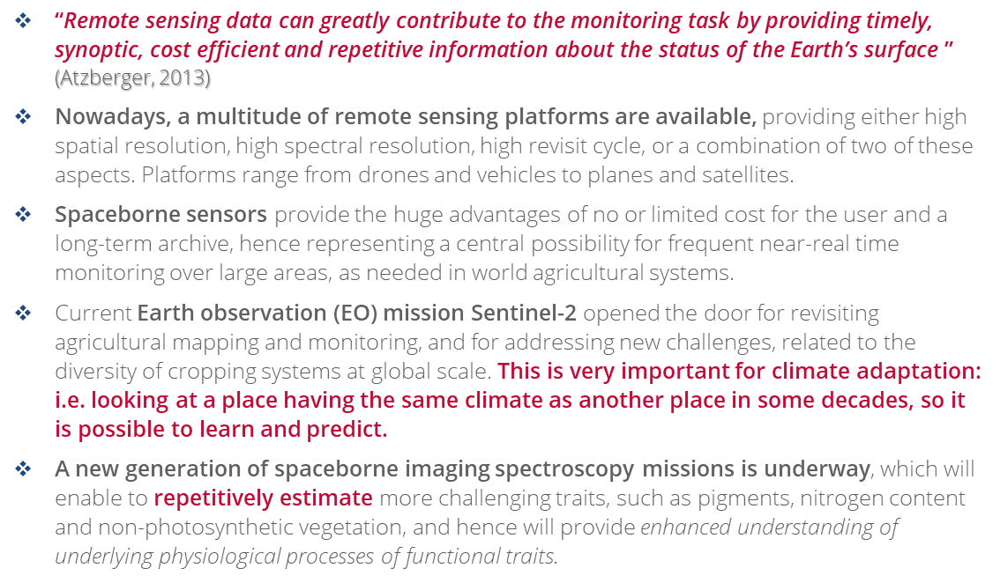 ❖ “Remote sensing data can greatly contribute to the monitoring task by providing timely,
synoptic, cost efficient and repetitive information about the status of the Earth’s surface ”
(Atzberger, 2013)
❖ Nowadays, a multitude of remote sensing platforms are available, providing either high
spatial resolution, high spectral resolution, high revisit cycle, or a combination of two of these
aspects. Platforms range from drones and vehicles to planes and satellites.
❖ Spaceborne sensors provide the huge advantages of no or limited cost for the user and a
long-term archive, hence representing a central possibility for frequent near-real time
monitoring over large areas, as needed in world agricultural systems.
❖ Current Earth observation (EO) mission Sentinel-2 opened the door for revisiting
agricultural mapping and monitoring, and for addressing new challenges, related to the
diversity of cropping systems at global scale. This is very important for climate adaptation:
i.e. looking at a place having the same climate as another place in some decades, so it
is possible to learn and predict.
❖ A new generation of spaceborne imaging spectroscopy missions is underway, which will
enable to repetitively estimate more challenging traits, such as pigments, nitrogen content
and non-photosynthetic vegetation, and hence will provide enhanced understanding of
underlying physiological processes of functional traits.